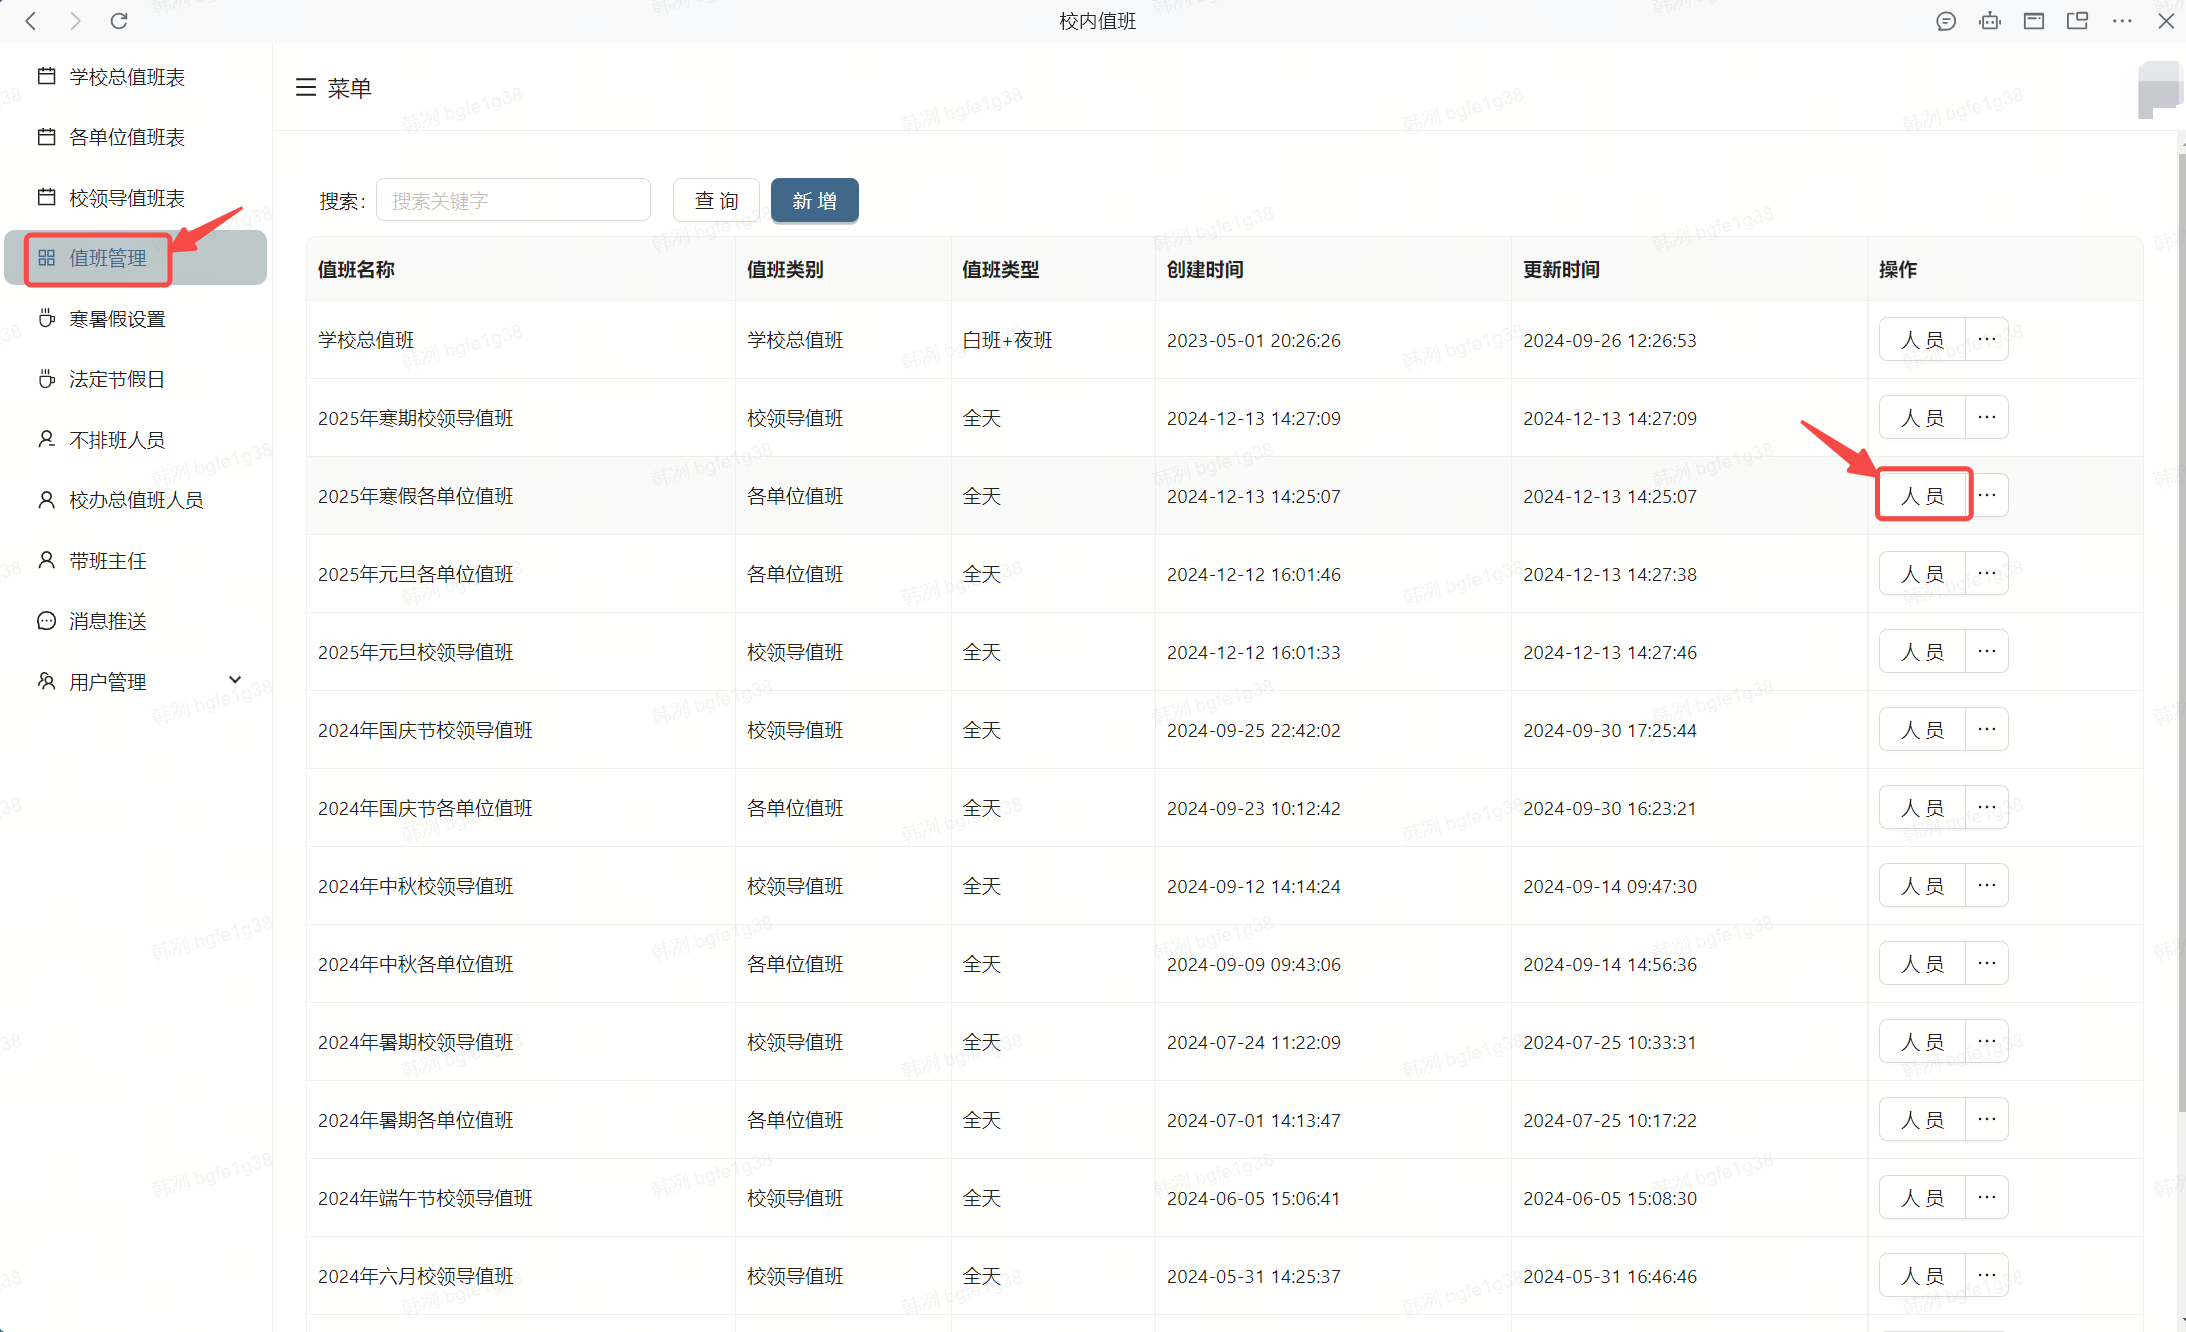 校内值班
学校总值班表
各单位值班表
校领导值班表
值班管理
寒暑假设置
法定节假日
不排班人员
校办总值班人员
带班主任
消息推送
用户管理
菜单
搜索： 搜索关键字 查 询 新 增
值班名称 值班类别 值班类型 创建时间 更新时间 操作
学校总值班 学校总值班 白班+夜班 2023-05-01 20:26:26 2024-09-26 12:26:53 人 员 ···
2025年寒期校领导值班 校领导值班 全天 2024-12-13 14:27:09 2024-12-13 14:27:09 人 员 ···
2025年寒假各单位值班 各单位值班 全天 2024-12-13 14:25:07 2024-12-13 14:25:07 人 员 ···
2025年元旦各单位值班 各单位值班 全天 2024-12-12 16:01:46 2024-12-13 14:27:38 人 员 ···
2025年元旦校领导值班 校领导值班 全天 2024-12-12 16:01:33 2024-12-13 14:27:46 人 员 ···
2024年国庆节校领导值班 校领导值班 全天 2024-09-25 22:42:02 2024-09-30 17:25:44 人 员 ···
2024年国庆节各单位值班 各单位值班 全天 2024-09-23 10:12:42 2024-09-30 16:23:21 人 员 ···
2024年中秋校领导值班 校领导值班 全天 2024-09-12 14:14:24 2024-09-14 09:47:30 人 员 ···
2024年中秋各单位值班 各单位值班 全天 2024-09-09 09:43:06 2024-09-14 14:56:36 人 员 ···
2024年暑期校领导值班 校领导值班 全天 2024-07-24 11:22:09 2024-07-25 10:33:31 人 员 ···
2024年暑期各单位值班 各单位值班 全天 2024-07-01 14:13:47 2024-07-25 10:17:22 人 员 ···
2024年端午节校领导值班 校领导值班 全天 2024-06-05 15:06:41 2024-06-05 15:08:30 人 员 ···
2024年六月校领导值班 校领导值班 全天 2024-05-31 14:25:37 2024-05-31 16:46:46 人 员 ···
韩冽 bgfe1g38